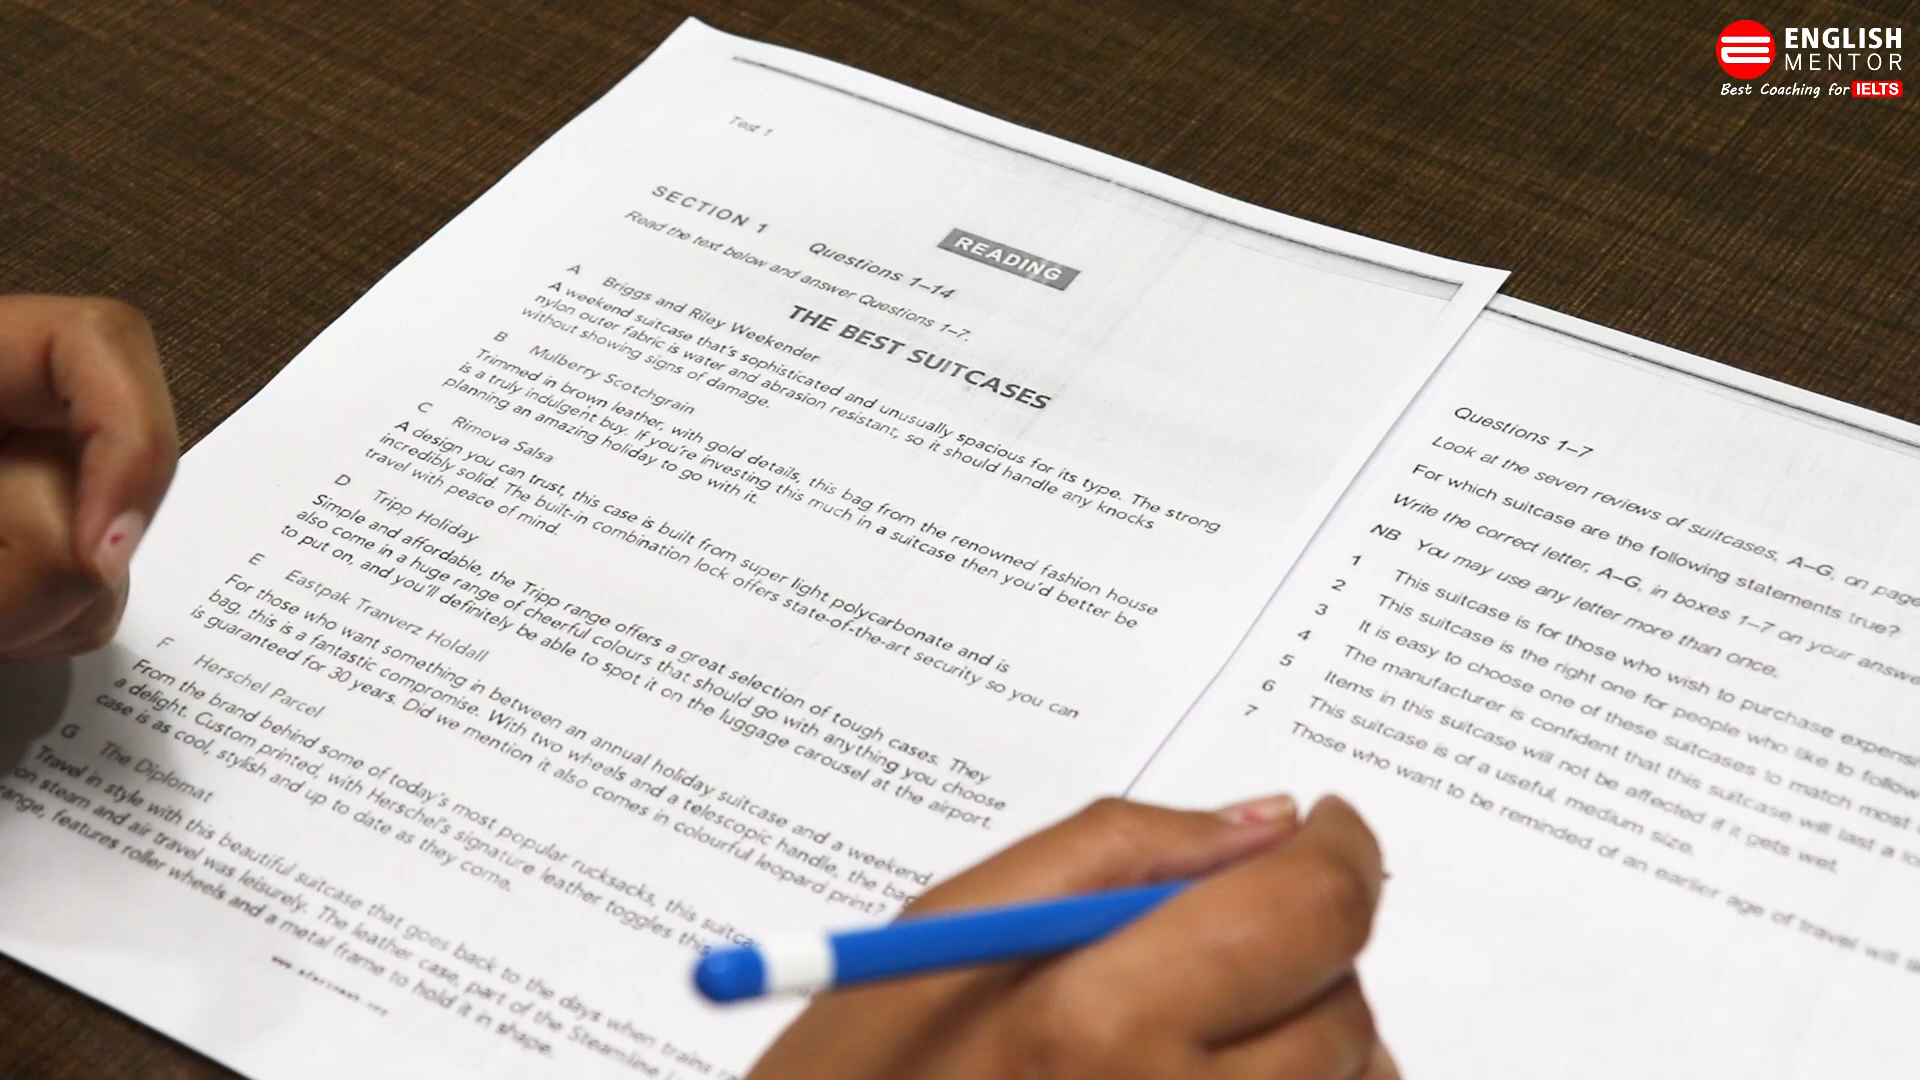 ENGLISH
MENTOR
Best Coaching for IELTS
Test 1
READING
SECTION 1 Questions 1–14
Read the text below and answer Questions 1–7.
THE BEST SUITCASES
A Briggs and Riley Weekender
A weekend suitcase that's sophisticated and unusually spacious for its type. The strong
nylon outer fabric is water and abrasion resistant, so it should handle any knocks
without showing signs of damage.
B Mulberry Scotchgrain
Trimmed in brown leather, with gold details, this bag from the renowned fashion house
is a truly indulgent buy. If you're investing this much in a suitcase then you'd better be
planning an amazing holiday to go with it.
C Rimova Salsa
A design you can trust, this case is built from super light polycarbonate and is
incredibly solid. The built-in combination lock offers state-of-the-art security so you can
travel with peace of mind.
D Tripp Holiday
Simple and affordable, the Tripp range offers a great selection of tough cases. They
also come in a huge range of cheerful colours that should go with anything you choose
to put on, and you'll definitely be able to spot it on the luggage carousel at the airport.
E Eastpak Tranverz Holdall
For those who want something in between an annual holiday suitcase and a weekend
bag, this is a fantastic compromise. With two wheels and a telescopic handle, the bag
is guaranteed for 30 years. Did we mention it also comes in colourful leopard print?
F Herschel Parcel
From the brand behind some of today's most popular rucksacks, this suitca
a delight. Custom printed, with Herschel's signature leather toggles this
case is as cool, stylish and up to date as they come.
G The Diplomat
Travel in style with this beautiful suitcase that goes back to the days when trains
on steam and air travel was leisurely. The leather case, part of the Steamline
range, features roller wheels and a metal frame to hold it in shape.
Questions 1–7
Look at the seven reviews of suitcases, A–G, on page
For which suitcase are the following statements true?
Write the correct letter, A–G, in boxes 1–7 on your answe
NB You may use any letter more than once.
1 This suitcase is for those who wish to purchase expensi
2 This suitcase is the right one for people who like to follow
3 It is easy to choose one of these suitcases to match most
4 The manufacturer is confident that this suitcase will last a lo
5 Items in this suitcase will not be affected if it gets wet.
6 This suitcase is of a useful, medium size.
7 Those who want to be reminded of an earlier age of travel will li